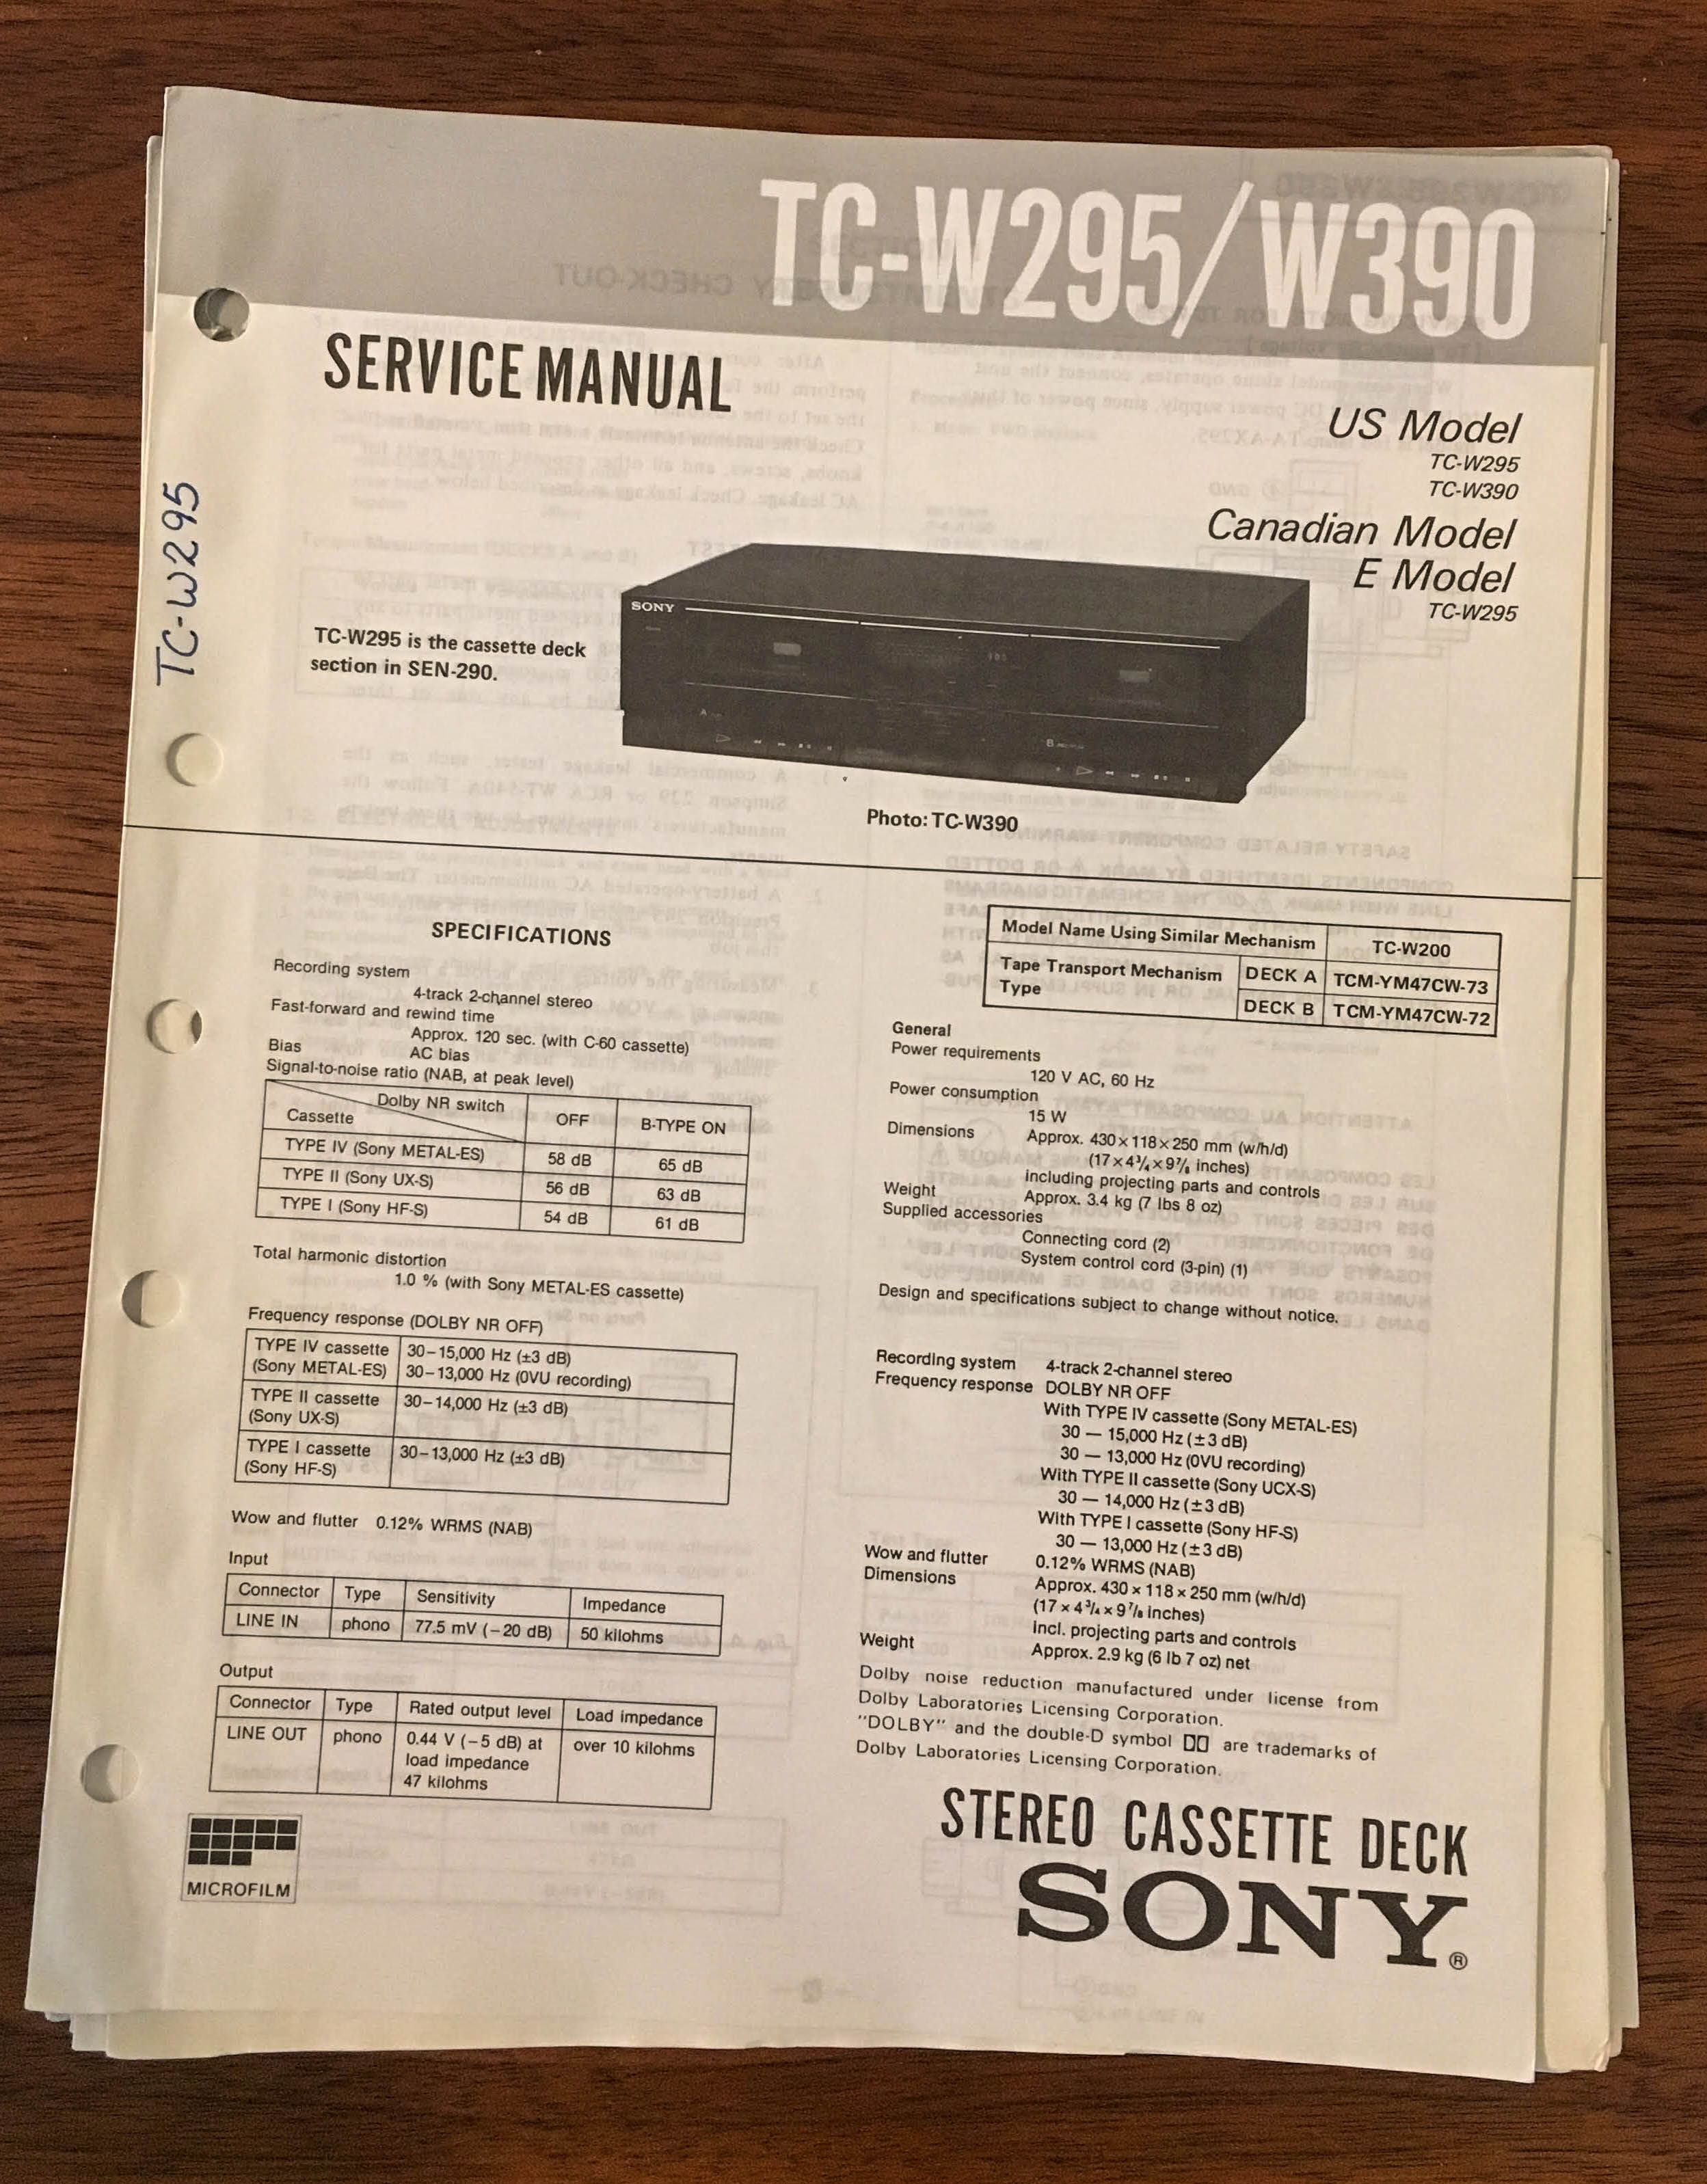 TC-W295/W390
SERVICE MANUAL
US Model
TC-W295
TC-W390
Canadian Model
E Model
TC-W295
TC-W295
TC-W295 is the cassette deck
section in SEN-290.
SONY
A
B
Photo: TC-W390
SPECIFICATIONS
Recording system
4-track 2-channel stereo
Fast-forward and rewind time
Approx. 120 sec. (with C-60 cassette)
Bias AC bias
Signal-to-noise ratio (NAB, at peak level)
Dolby NR switch
Cassette OFF B-TYPE ON
TYPE IV (Sony METAL-ES) 58 dB 65 dB
TYPE II (Sony UX-S) 56 dB 63 dB
TYPE I (Sony HF-S) 54 dB 61 dB
Total harmonic distortion
1.0 % (with Sony METAL-ES cassette)
Frequency response (DOLBY NR OFF)
TYPE IV cassette 30–15,000 Hz (±3 dB)
(Sony METAL-ES) 30–13,000 Hz (0VU recording)
TYPE II cassette 30–14,000 Hz (±3 dB)
(Sony UX-S)
TYPE I cassette 30–13,000 Hz (±3 dB)
(Sony HF-S)
Wow and flutter 0.12% WRMS (NAB)
Input
Connector Type Sensitivity Impedance
LINE IN phono 77.5 mV (−20 dB) 50 kilohms
Output
Connector Type Rated output level Load impedance
LINE OUT phono 0.44 V (−5 dB) at over 10 kilohms
load impedance
47 kilohms
MICROFILM
Model Name Using Similar Mechanism TC-W200
Tape Transport Mechanism DECK A TCM-YM47CW-73
Type DECK B TCM-YM47CW-72
General
Power requirements
120 V AC, 60 Hz
Power consumption
15 W
Dimensions Approx. 430×118×250 mm (w/h/d)
(17×4¾×9⅞ inches)
including projecting parts and controls
Weight Approx. 3.4 kg (7 lbs 8 oz)
Supplied accessories
Connecting cord (2)
System control cord (3-pin) (1)
Design and specifications subject to change without notice.
Recording system 4-track 2-channel stereo
Frequency response DOLBY NR OFF
With TYPE IV cassette (Sony METAL-ES)
30 — 15,000 Hz (±3 dB)
30 — 13,000 Hz (0VU recording)
With TYPE II cassette (Sony UCX-S)
30 — 14,000 Hz (±3 dB)
With TYPE I cassette (Sony HF-S)
30 — 13,000 Hz (±3 dB)
Wow and flutter 0.12% WRMS (NAB)
Dimensions Approx. 430 × 118 × 250 mm (w/h/d)
(17 × 4¾ × 9⅞ inches)
Incl. projecting parts and controls
Weight Approx. 2.9 kg (6 lb 7 oz) net
Dolby noise reduction manufactured under license from
Dolby Laboratories Licensing Corporation.
"DOLBY" and the double-D symbol are trademarks of
Dolby Laboratories Licensing Corporation.
STEREO CASSETTE DECK
SONY®